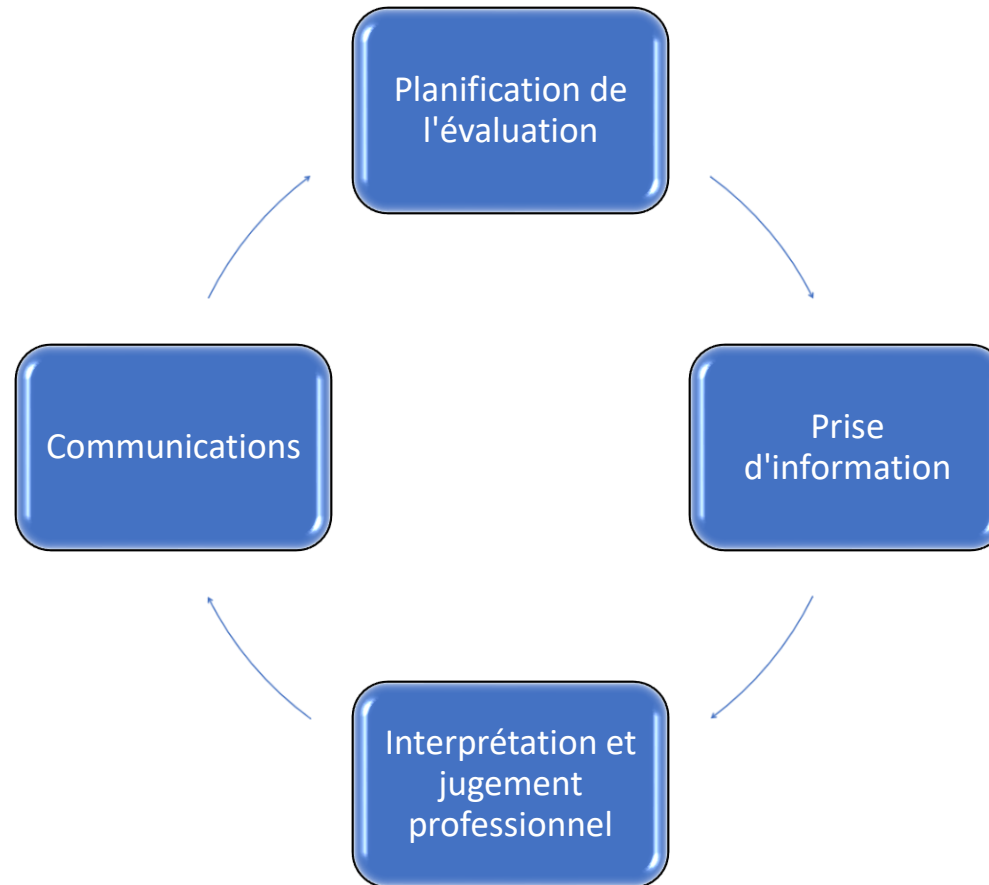 Planification de
l'évaluation
Prise
d'information
Interprétation et
jugement
professionnel
Communications